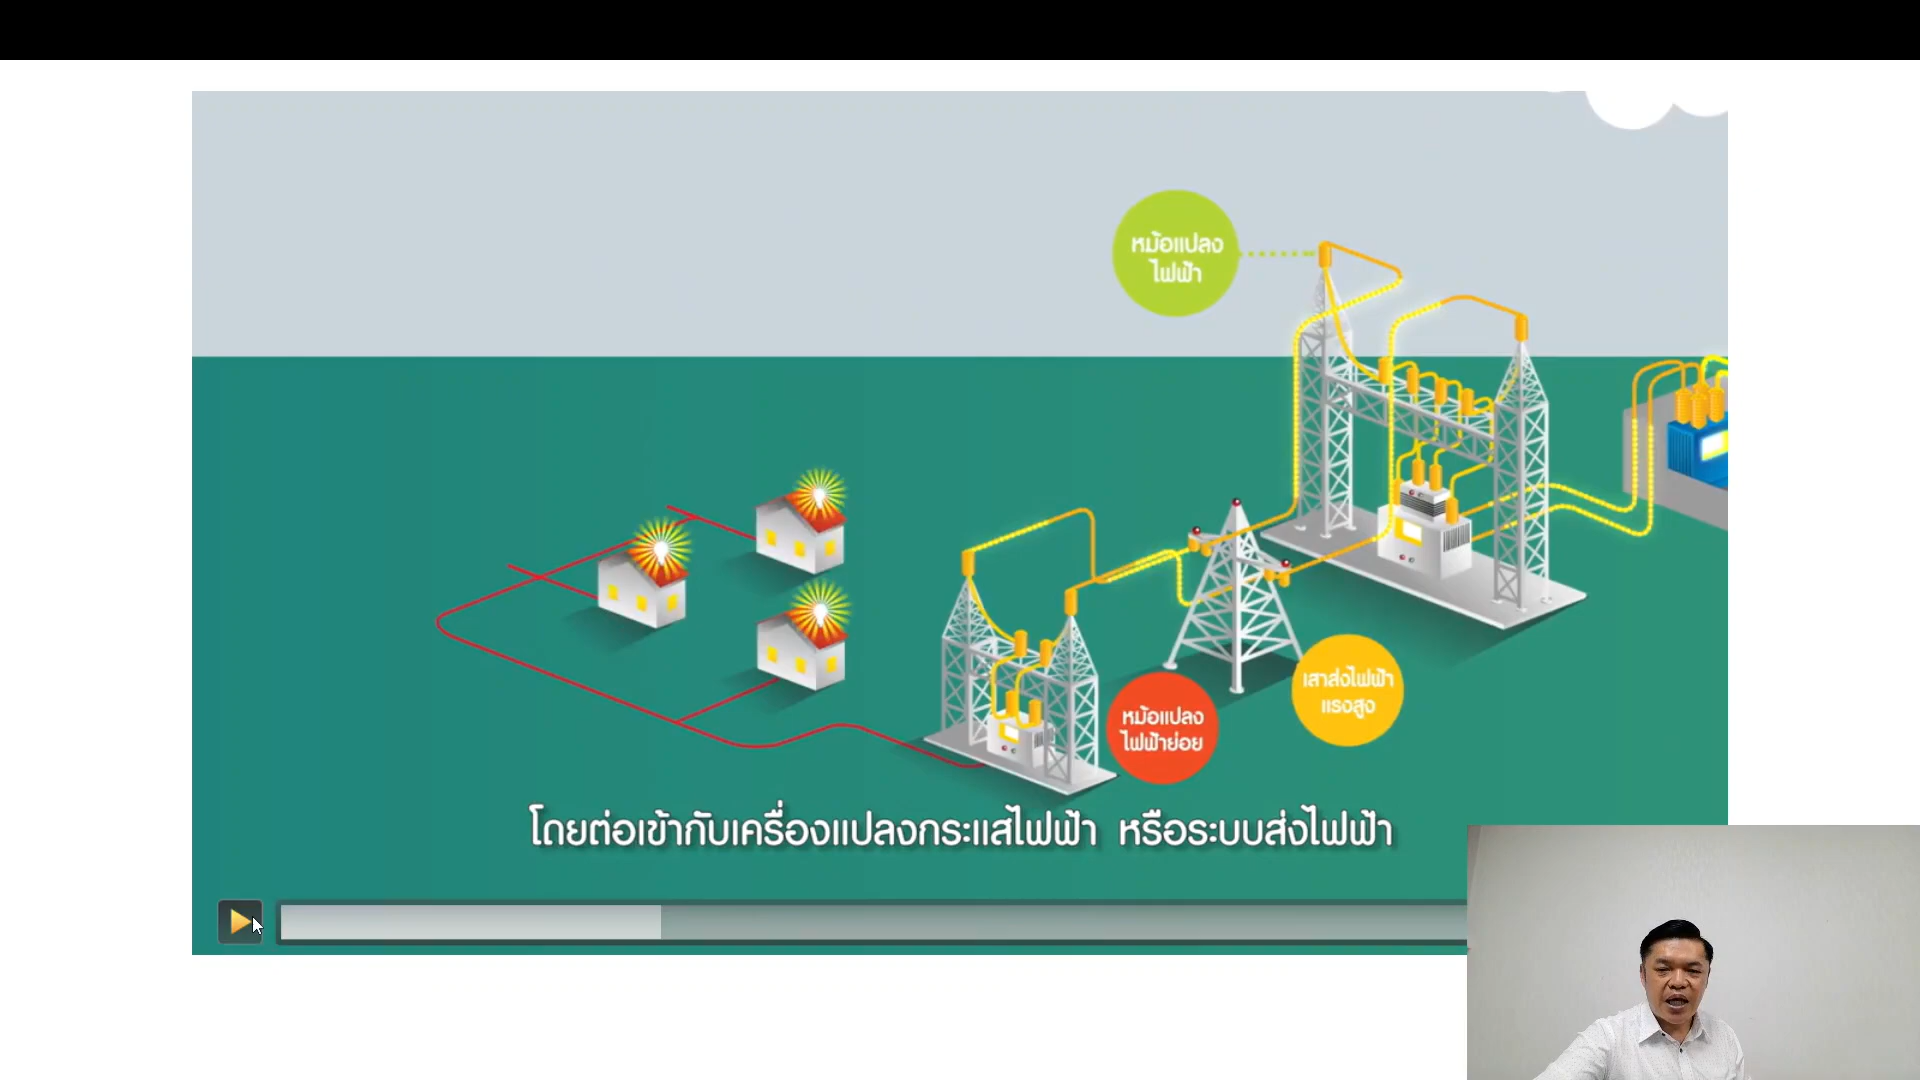 หม้อแปลง
ไฟฟ้า
เสาส่งไฟฟ้า
แรงสูง
หม้อแปลง
ไฟฟ้าย่อย
โดยต่อเข้ากับเครื่องแปลงกระแสไฟฟ้า หรือระบบส่งไฟฟ้า